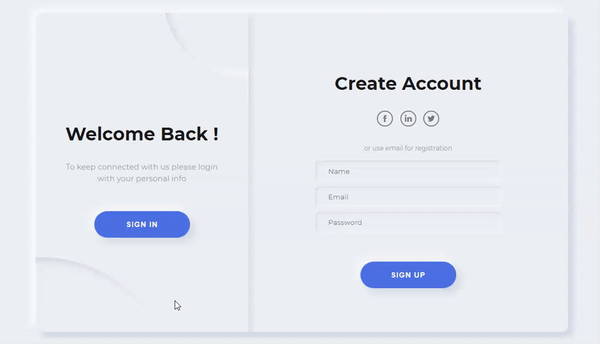 Welcome Back !
To keep connected with us please login
with your personal info
SIGN IN
Create Account
f
in
or use email for registration
Name
Email
Password
SIGN UP